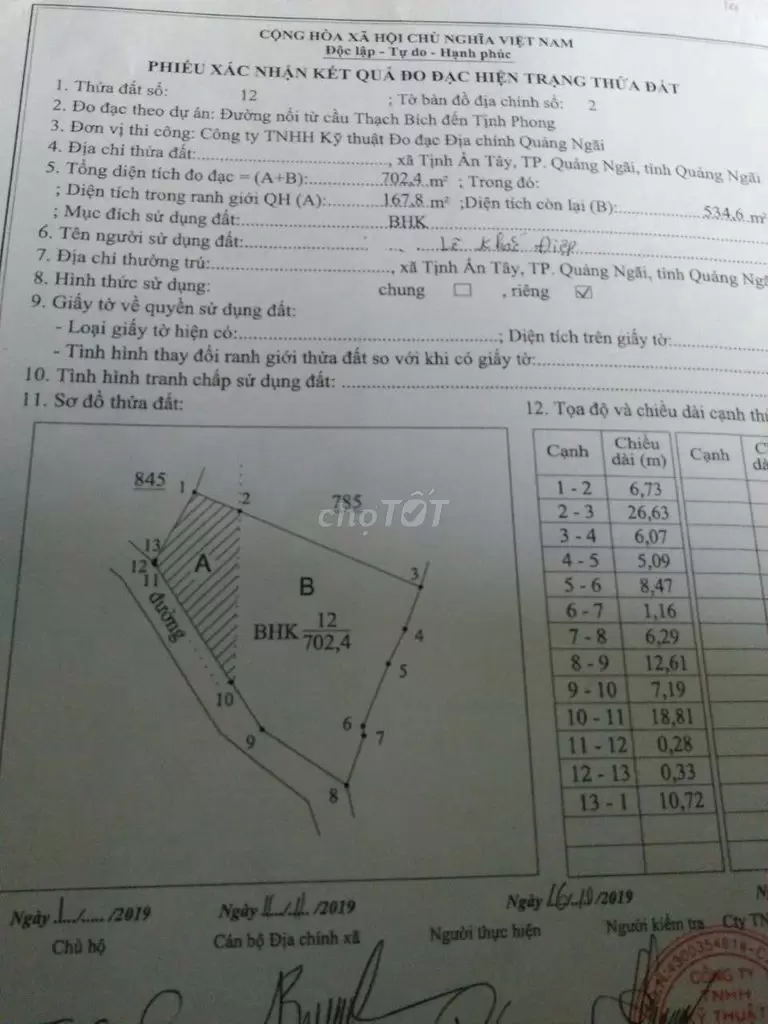 CỘNG HÒA XÃ HỘI CHỦ NGHĨA VIỆT NAM
Độc lập - Tự do - Hạnh phúc
PHIẾU XÁC NHẬN KẾT QUẢ ĐO ĐẠC HIỆN TRẠNG THỬA ĐẤT
1. Thửa đất số: 12 ; Tờ bản đồ địa chính số: 2
2. Đo đạc theo dự án: Đường nối từ cầu Thạch Bích đến Tịnh Phong
3. Đơn vị thi công: Công ty TNHH Kỹ thuật Đo đạc Địa chính Quảng Ngãi
4. Địa chỉ thửa đất:................................, xã Tịnh Ấn Tây, TP. Quảng Ngãi, tỉnh Quảng Ngãi
5. Tổng diện tích đo đạc = (A+B):............702,4 m² ; Trong đó:
; Diện tích trong ranh giới QH (A):..........167,8 m² ;Diện tích còn lại (B):................534,6 m²
; Mục đích sử dụng đất:........................BHK
6. Tên người sử dụng đất:................ Lê Khắc Điệp
7. Địa chỉ thường trú:................................, xã Tịnh Ấn Tây, TP. Quảng Ngãi, tỉnh Quảng Ngã
8. Hình thức sử dụng: chung ☐ , riêng ☑
9. Giấy tờ về quyền sử dụng đất:
- Loại giấy tờ hiện có:................................; Diện tích trên giấy tờ:................
- Tình hình thay đổi ranh giới thửa đất so với khi có giấy tờ:................
10. Tình hình tranh chấp sử dụng đất: ................
11. Sơ đồ thửa đất:
12. Tọa độ và chiều dài cạnh thử
845
1
2
785
chợTỐT
13
12
11
A
B
3
đường
BHK 12/702,4
4
5
10
6
7
9
8
Cạnh Chiều dài (m) Cạnh
1 - 2 6,73
2 - 3 26,63
3 - 4 6,07
4 - 5 5,09
5 - 6 8,47
6 - 7 1,16
7 - 8 6,29
8 - 9 12,61
9 - 10 7,19
10 - 11 18,81
11 - 12 0,28
12 - 13 0,33
13 - 1 10,72
Ngày ...../...../2019
Chủ hộ
Ngày 11/11/2019
Cán bộ Địa chính xã
Ngày 16/10/2019
Người thực hiện
Người kiểm tra
Cty TN
4300354818-C
CÔNG TY
TNHH
KỸ THUẬT